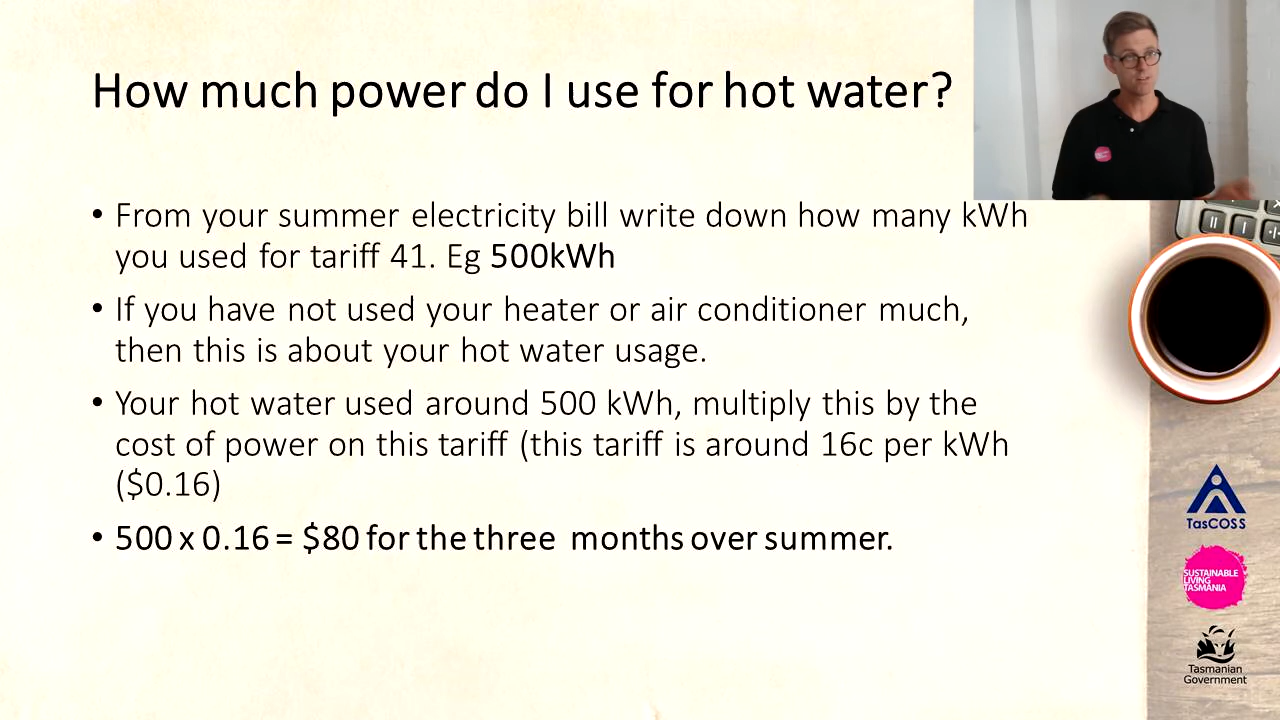 How much power do I use for hot water?
• From your summer electricity bill write down how many kWh
you used for tariff 41. Eg 500kWh
• If you have not used your heater or air conditioner much,
then this is about your hot water usage.
• Your hot water used around 500 kWh, multiply this by the
cost of power on this tariff (this tariff is around 16c per kWh
($0.16)
• 500 x 0.16 = $80 for the three months over summer.
TasCOSS
SUSTAINABLE
LIVING
TASMANIA
Tasmanian
Government